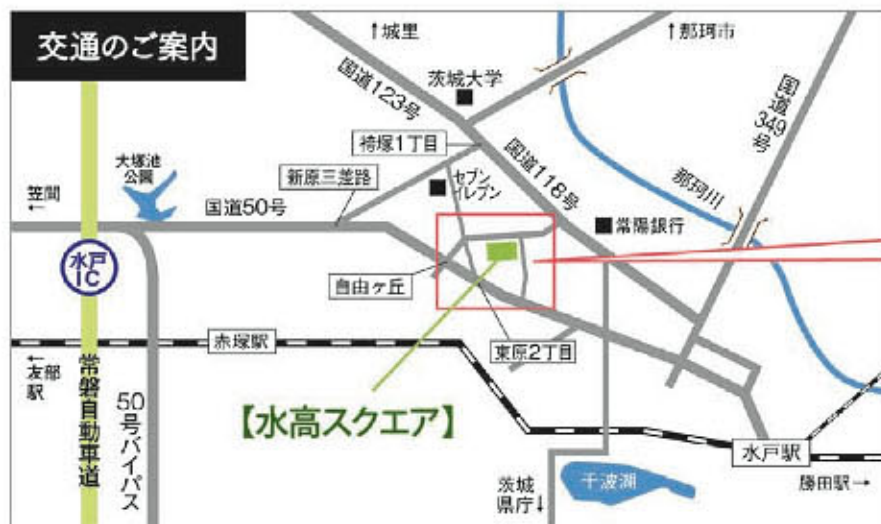 交通のご案内
↑城里
↑那珂市
国道123号
茨城大学
国道349号
袴塚1丁目
大塚池
公園
新原三差路
セブン
イレブン
国道118号
那珂川
笠間
←
国道50号
常陽銀行
水戸
IC
自由ヶ丘
赤塚駅
東原2丁目
←
友部
駅
常磐自動車道
50号バイパス
【水高スクエア】
水戸駅
茨城
県庁↓
千波湖
勝田駅→